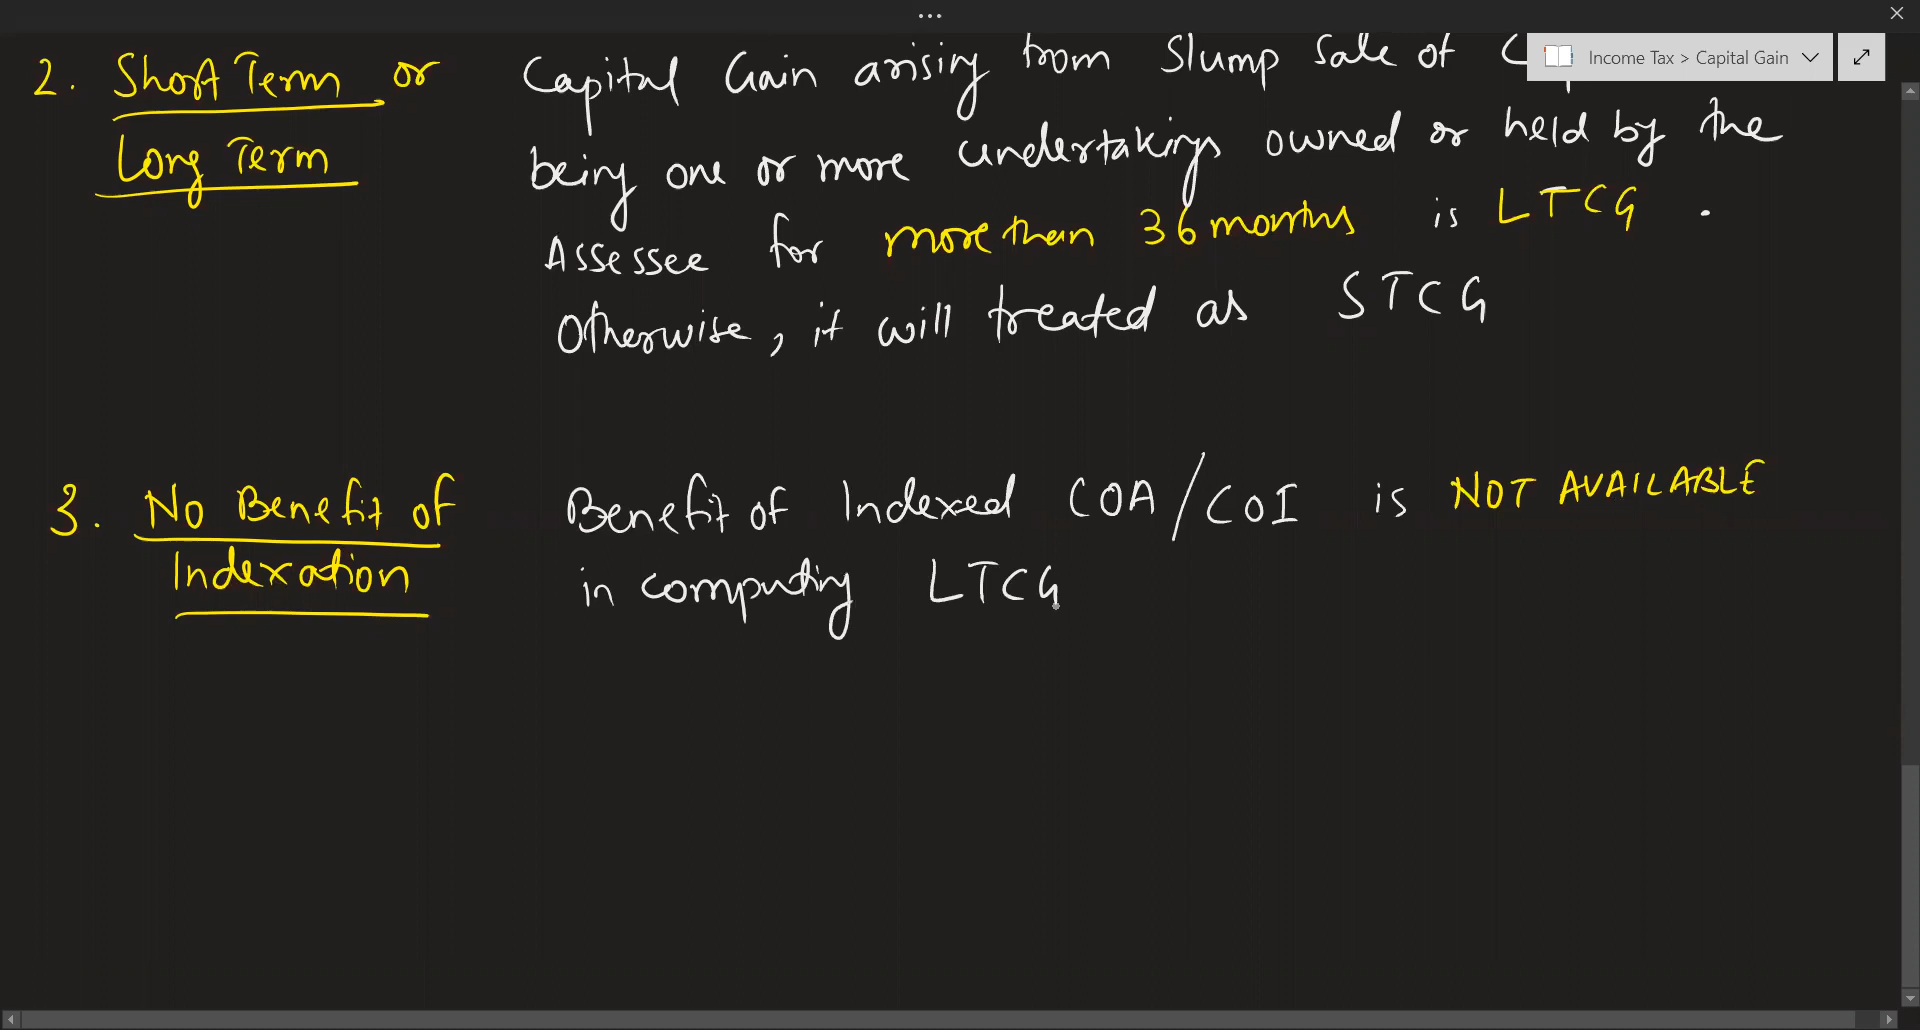 Income Tax > Capital Gain
2. Short Term or
Long Term
Capital Gain arising from Slump Sale of
being one or more undertakings owned or held by the
Assessee for more than 36 months is LTCG.
Otherwise, it will treated as STCG
3. No Benefit of
Indexation
Benefit of Indexed COA/COI is NOT AVAILABLE
in computing LTCG